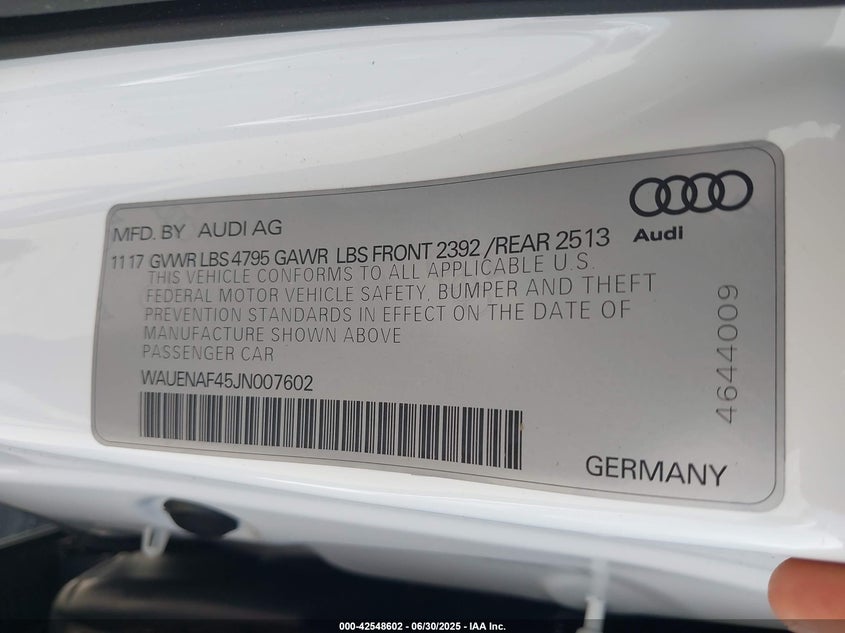 MFD. BY AUDI AG
Audi
11 17 GVWR LBS 4795 GAWR LBS FRONT 2392 /REAR 2513
THIS VEHICLE CONFORMS TO ALL APPLICABLE U.S.
FEDERAL MOTOR VEHICLE SAFETY, BUMPER AND THEFT
PREVENTION STANDARDS IN EFFECT ON THE DATE OF
MANUFACTURE SHOWN ABOVE
PASSENGER CAR
WAUENAF45JN007602
4644009
GERMANY
000-42548602 - 06/30/2025 - IAA Inc.